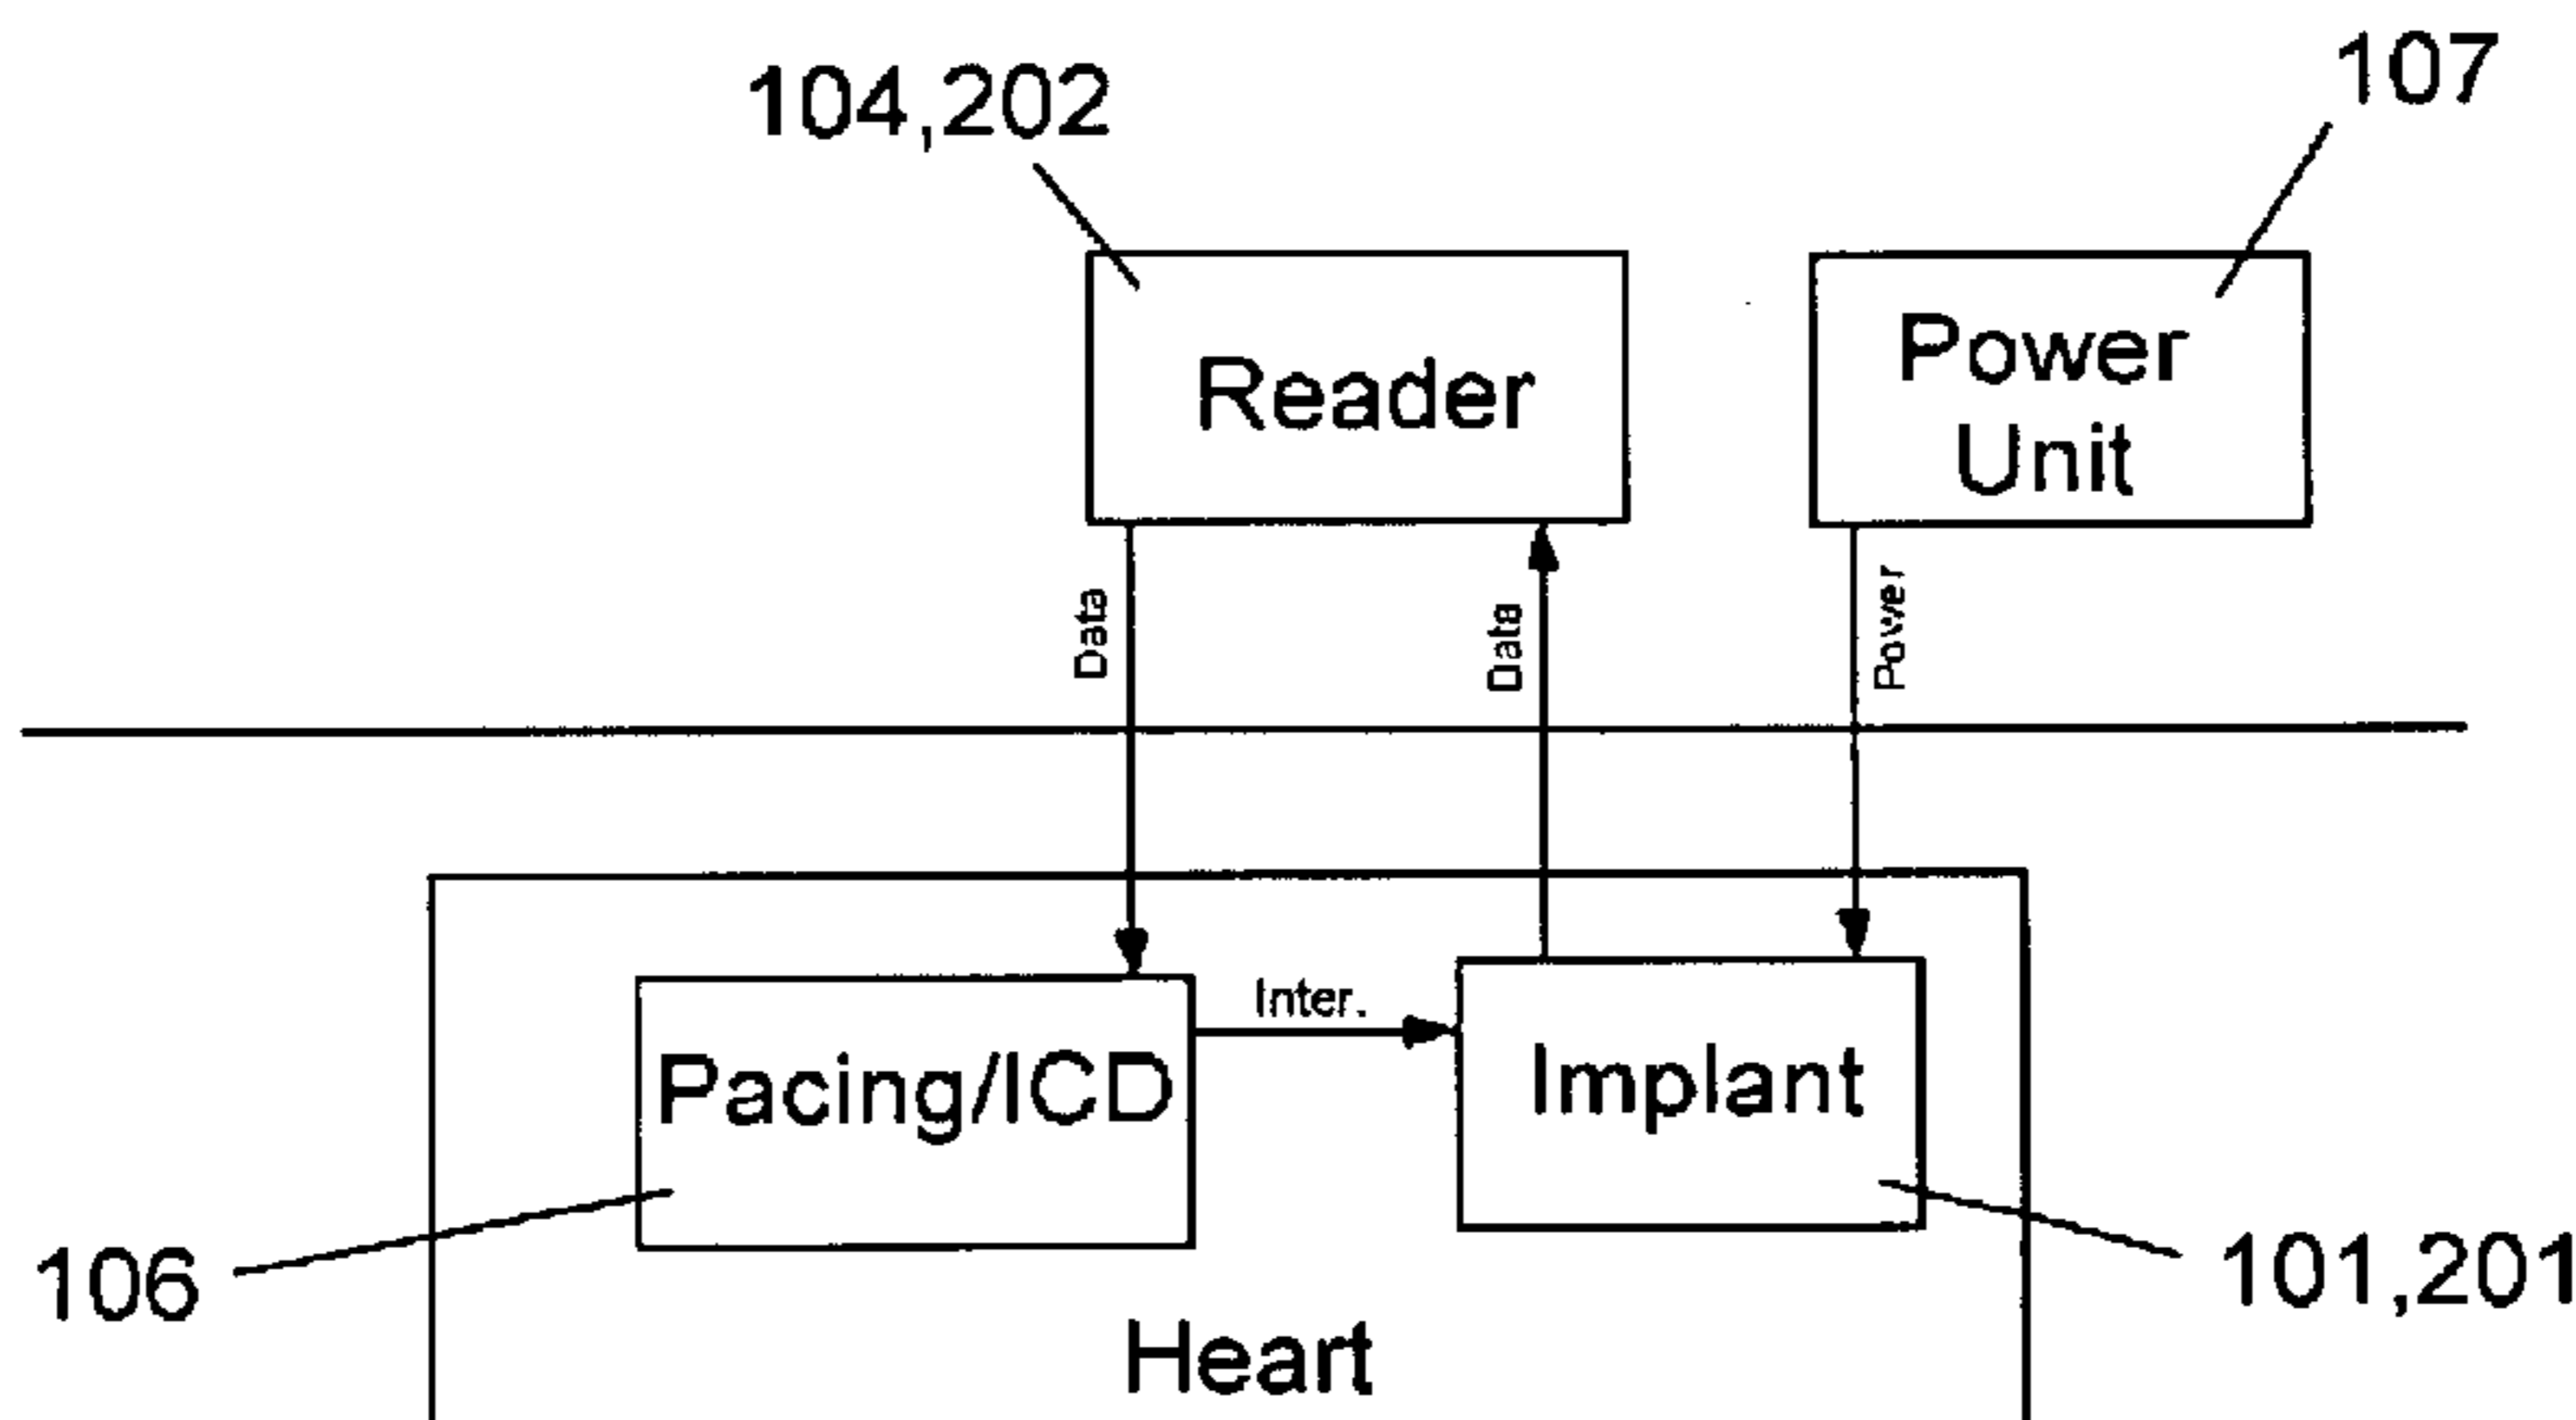 107
104,202
Reader
Power
Unit
Data
Data
Power
Inter.
Pacing/ICD
Implant
106
101,201
Heart